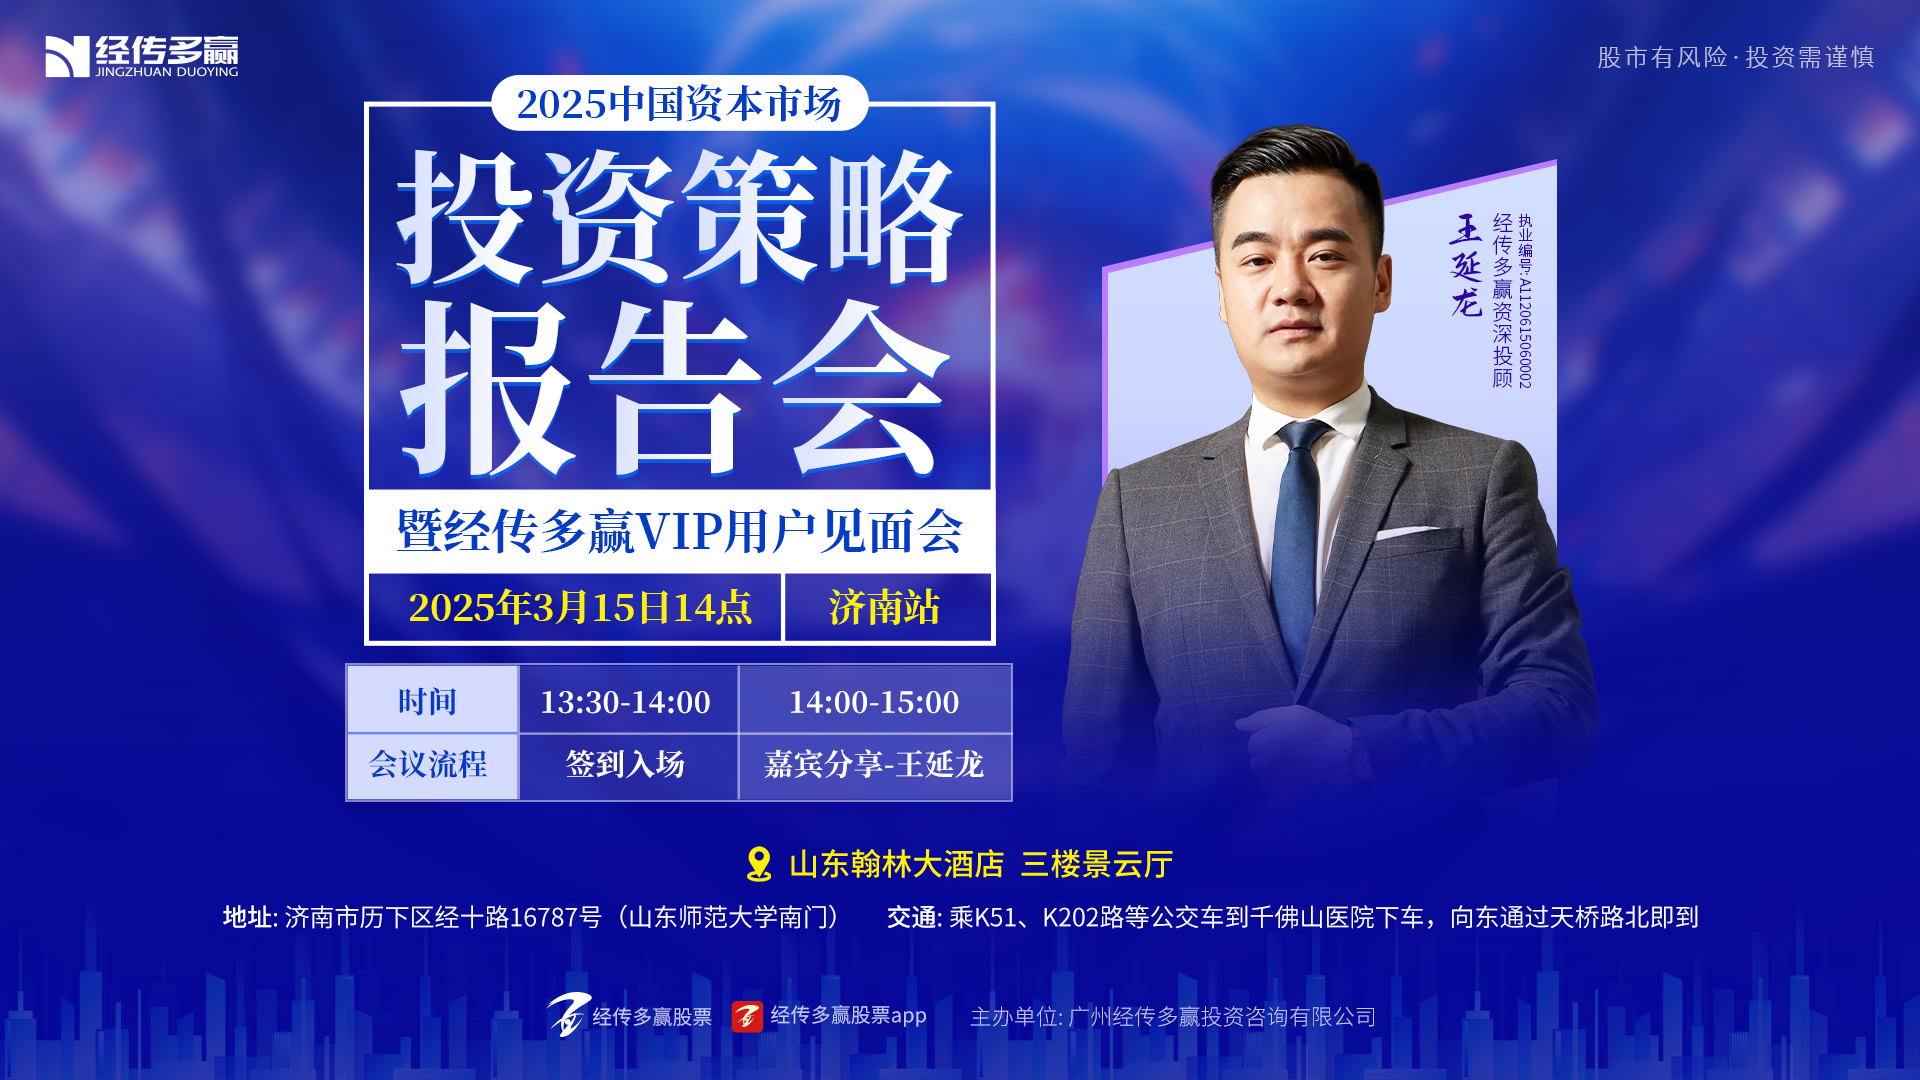 经传多赢
JINGZHUAN DUOYING
股市有风险·投资需谨慎
2025中国资本市场
投资策略
报告会
暨经传多赢VIP用户见面会
2025年3月15日14点
济南站
执业编号:A1120615060002
经传多赢资深投顾
王延龙
时间 13:30-14:00 14:00-15:00
会议流程 签到入场 嘉宾分享-王延龙
山东翰林大酒店 三楼景云厅
地址: 济南市历下区经十路16787号（山东师范大学南门） 交通: 乘K51、K202路等公交车到千佛山医院下车，向东通过天桥路北即到
经传多赢股票 经传多赢股票app 主办单位: 广州经传多赢投资咨询有限公司